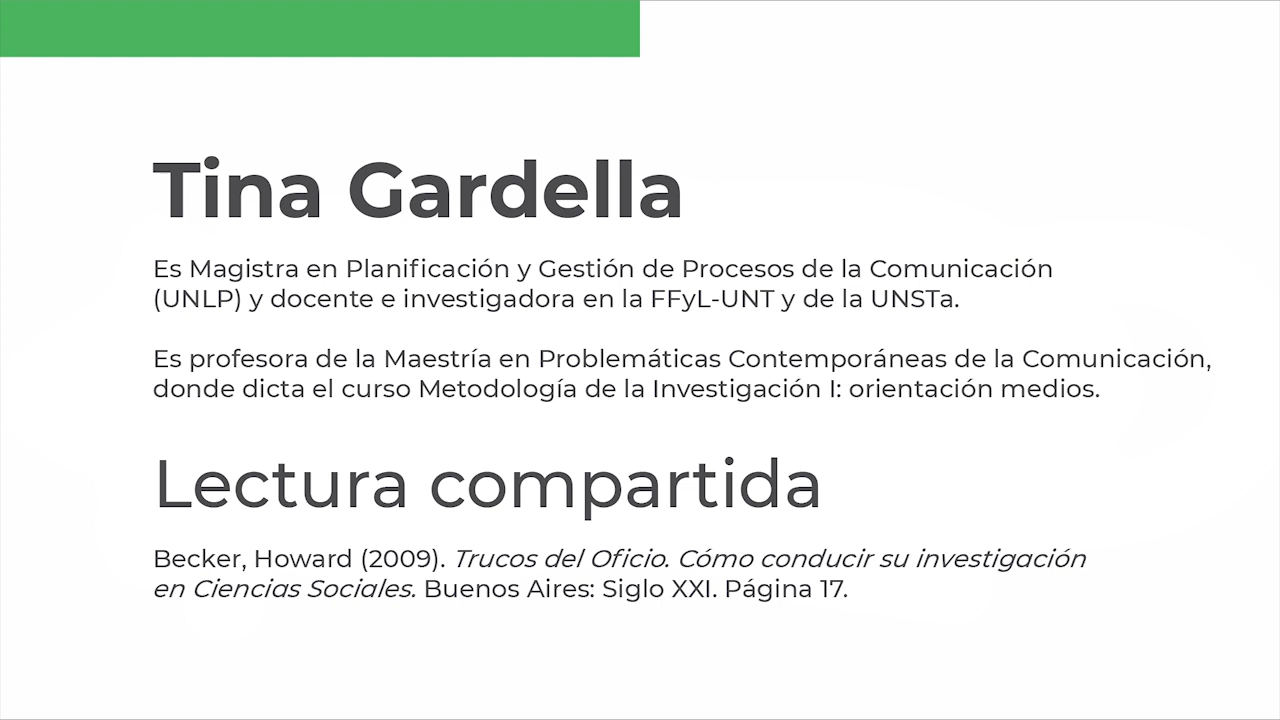 Tina Gardella
Es Magistra en Planificación y Gestión de Procesos de la Comunicación
(UNLP) y docente e investigadora en la FFyL-UNT y de la UNSTa.
Es profesora de la Maestría en Problemáticas Contemporáneas de la Comunicación,
donde dicta el curso Metodología de la Investigación I: orientación medios.
Lectura compartida
Becker, Howard (2009). Trucos del Oficio. Cómo conducir su investigación
en Ciencias Sociales. Buenos Aires: Siglo XXI. Página 17.